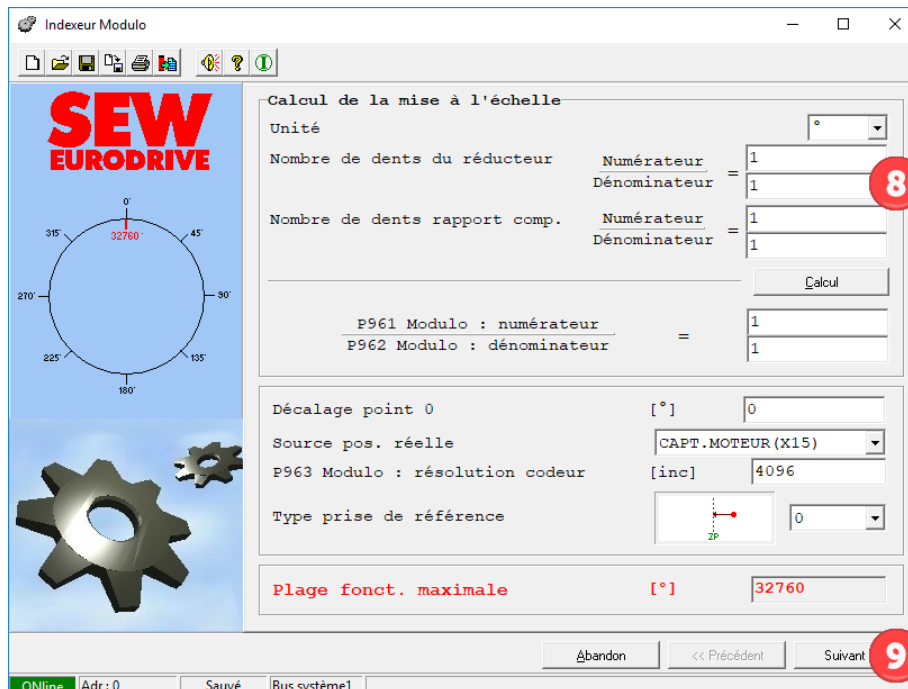 Indexeur Modulo
SEW
EURODRIVE
0'
32760'
45'
90'
135'
180'
225'
270'
315'
Calcul de la mise à l'échelle
Unité °
Nombre de dents du réducteur Numérateur = 1
Dénominateur 1
8
Nombre de dents rapport comp. Numérateur = 1
Dénominateur 1
Calcul
P961 Modulo : numérateur = 1
P962 Modulo : dénominateur 1
Décalage point 0 [°] 0
Source pos. réelle CAPT.MOTEUR(X15)
P963 Modulo : résolution codeur [inc] 4096
Type prise de référence ZP 0
Plage fonct. maximale [°] 32760
Abandon << Précédent Suivant 9
ONline Adr : 0 Sauvé Bus système1